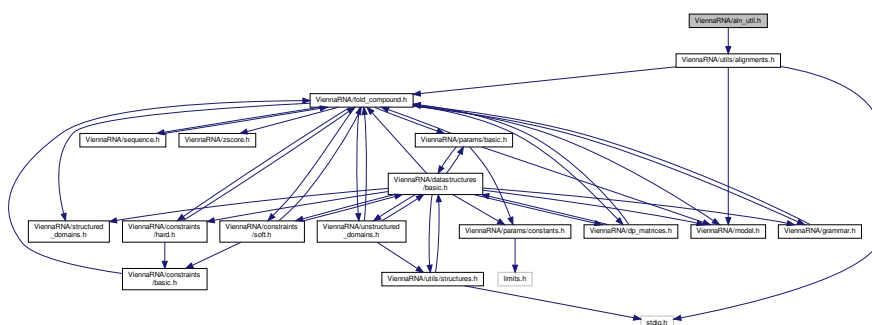 ViennaRNA/aln_util.h
ViennaRNA/utils/alignments.h
ViennaRNA/fold_compound.h
ViennaRNA/sequence.h
ViennaRNA/zscore.h
ViennaRNA/params/basic.h
ViennaRNA/datastructures
/basic.h
ViennaRNA/structured
_domains.h
ViennaRNA/constraints
/hard.h
ViennaRNA/constraints
/soft.h
ViennaRNA/unstructured
_domains.h
ViennaRNA/params/constants.h
ViennaRNA/dp_matrices.h
ViennaRNA/model.h
ViennaRNA/grammar.h
ViennaRNA/constraints
/basic.h
ViennaRNA/utils/structures.h
limits.h
stdio.h